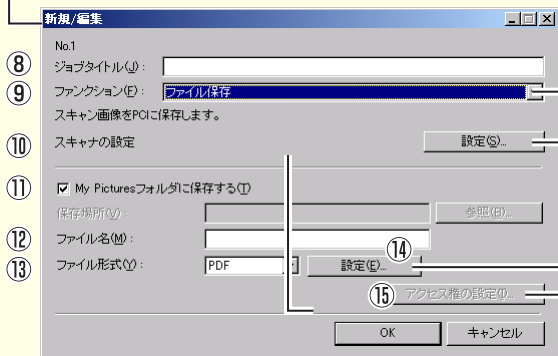 新規/編集
No.1
⑧ ジョブタイトル(J):
⑨ ファンクション(F): ファイル保存
スキャン画像をPCに保存します。
⑩ スキャナの設定 設定(S)...
⑪ My Picturesフォルダに保存する(T)
保存場所(V): 参照(B)...
⑫ ファイル名(M):
⑬ ファイル形式(Y): PDF ⑭ 設定(E)...
⑮ アクセス権の設定(I)...
OK キャンセル